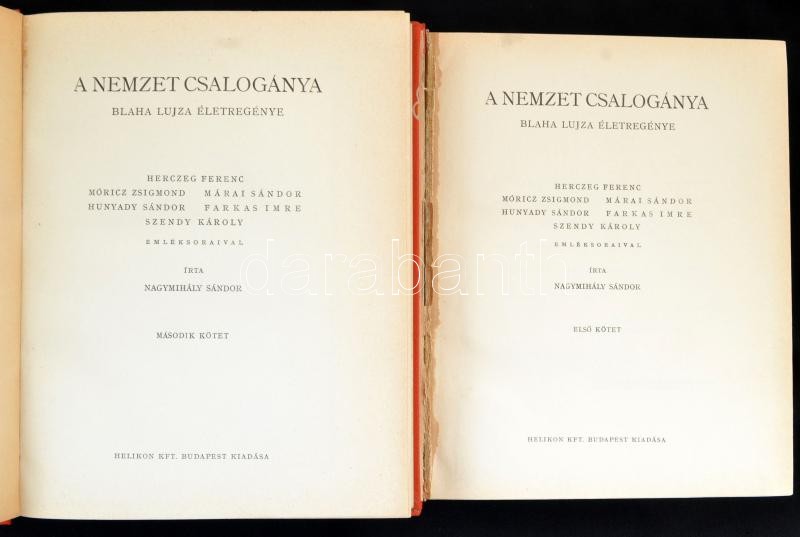 A NEMZET CSALOGÁNYA
BLAHA LUJZA ÉLETREGÉNYE
HERCZEG FERENC
MÓRICZ ZSIGMOND MÁRAI SÁNDOR
HUNYADY SÁNDOR FARKAS IMRE
SZENDY KÁROLY
EMLÉKSORAIVAL
ÍRTA
NAGYMIHÁLY SÁNDOR
MÁSODIK KÖTET
HELIKON KFT. BUDAPEST KIADÁSA
A NEMZET CSALOGÁNYA
BLAHA LUJZA ÉLETREGÉNYE
HERCZEG FERENC
MÓRICZ ZSIGMOND MÁRAI SÁNDOR
HUNYADY SÁNDOR FARKAS IMRE
SZENDY KÁROLY
EMLÉKSORAIVAL
ÍRTA
NAGYMIHÁLY SÁNDOR
ELSŐ KÖTET
HELIKON KFT. BUDAPEST KIADÁSA
darabanth